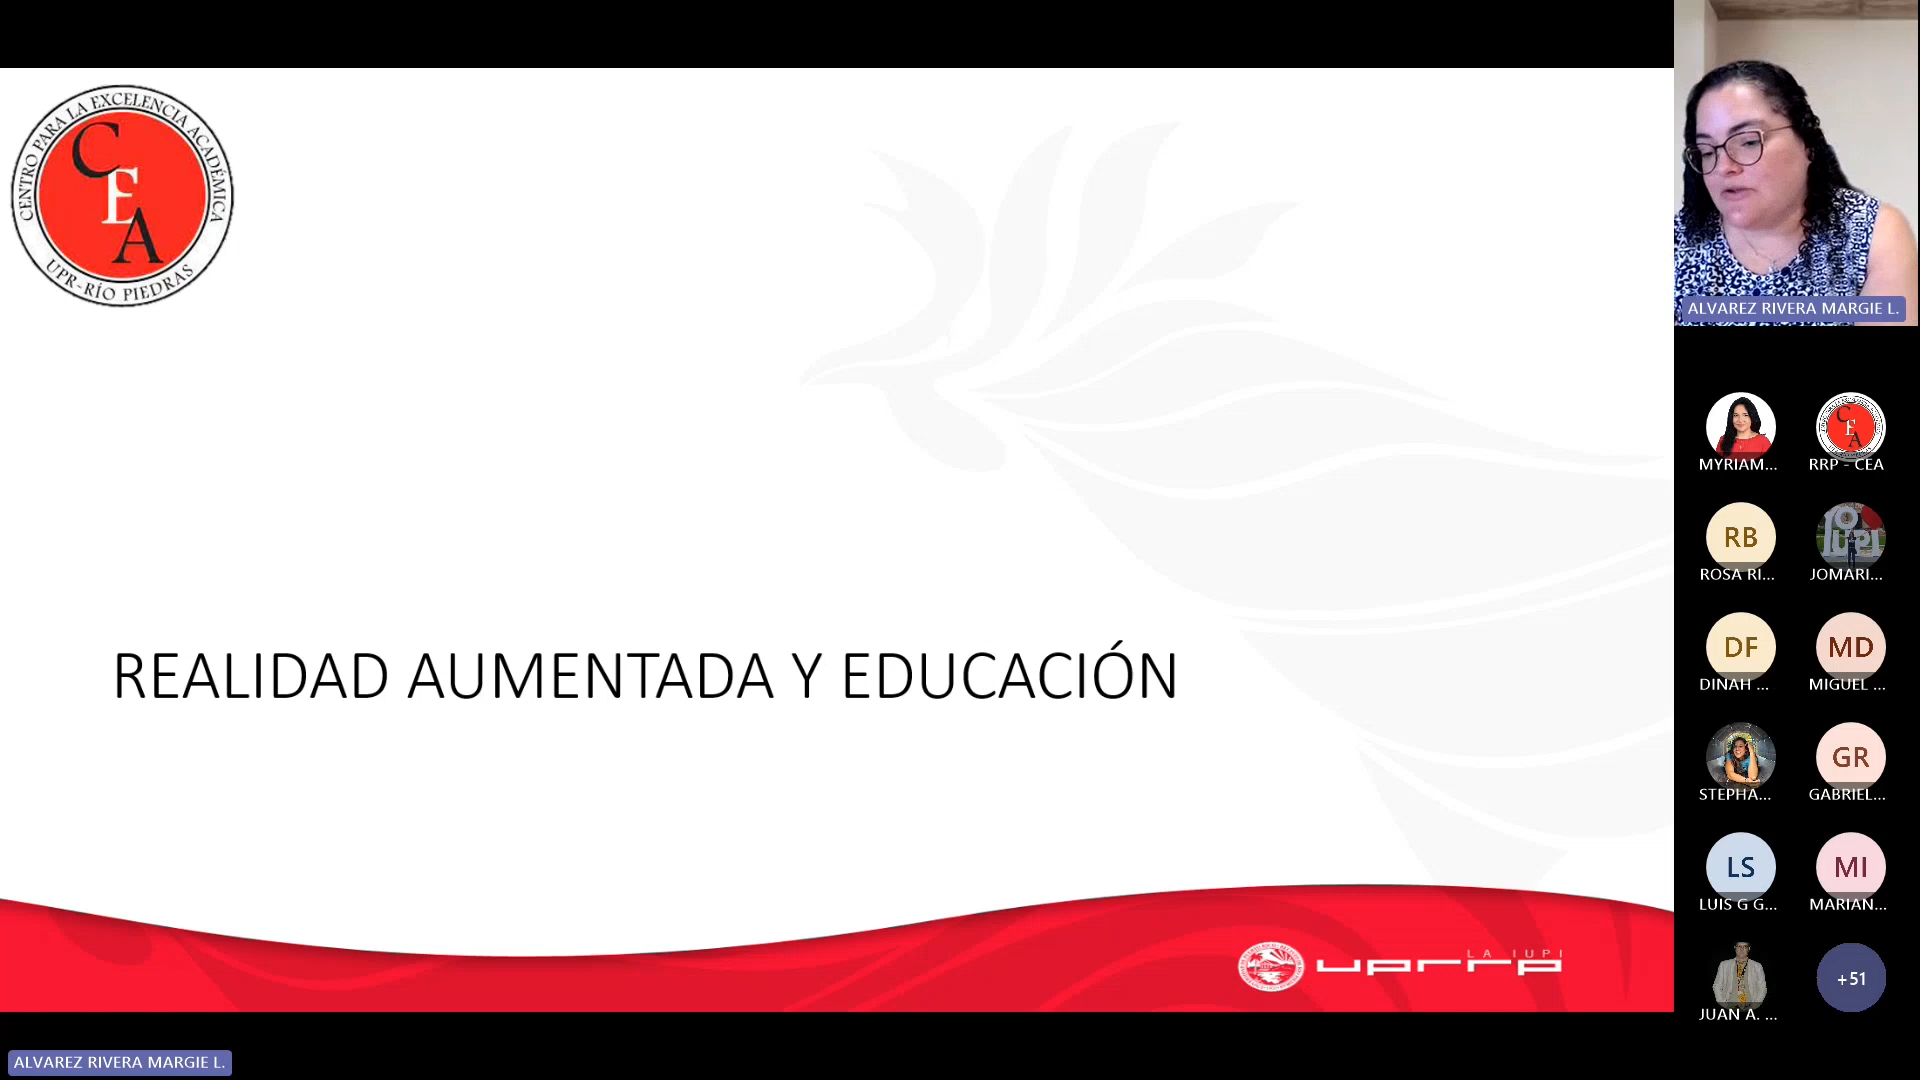 CENTRO PARA LA EXCELENCIA ACADÉMICA
CEA
UPR-RÍO PIEDRAS
REALIDAD AUMENTADA Y EDUCACIÓN
LA IUPI
uprrp
ALVAREZ RIVERA MARGIE L.
ALVAREZ RIVERA MARGIE L.
MYRIAM...
RRP - CEA
RB
ROSA RI...
IUPI
JOMARI...
DF
DINAH ...
MD
MIGUEL ...
STEPHA...
GR
GABRIEL...
LS
LUIS G G...
MI
MARIAN...
JUAN A. ...
+51